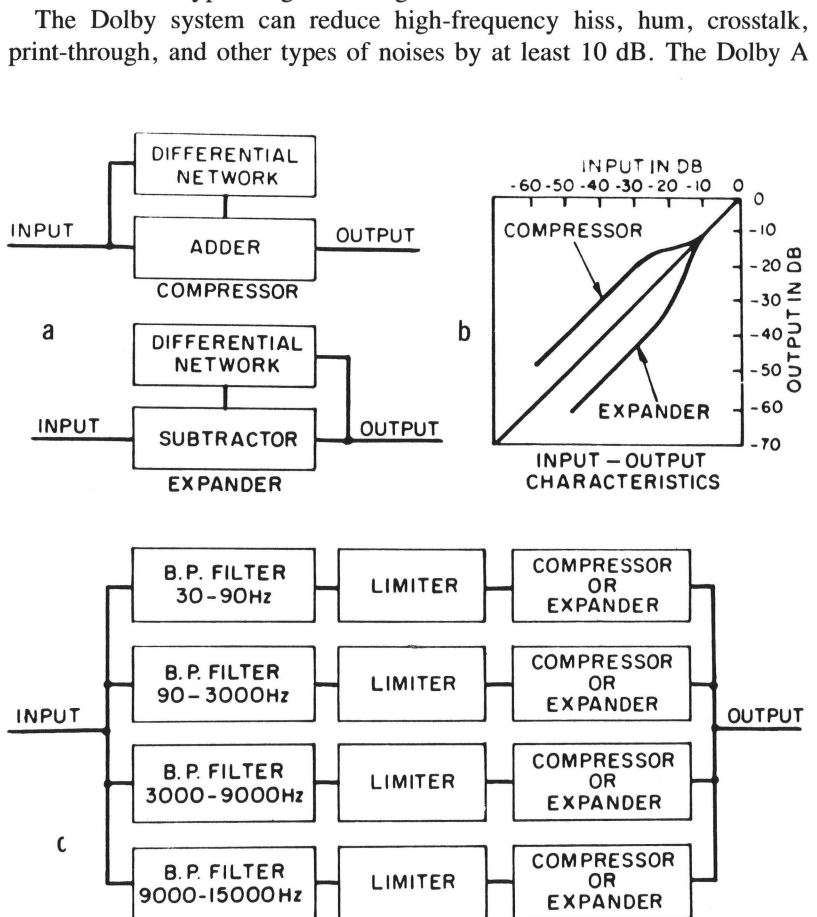 The Dolby system can reduce high-frequency hiss, hum, crosstalk,
print-through, and other types of noises by at least 10 dB. The Dolby A
DIFFERENTIAL
NETWORK
INPUT
ADDER
OUTPUT
COMPRESSOR
a
DIFFERENTIAL
NETWORK
INPUT
SUBTRACTOR
OUTPUT
EXPANDER
INPUT IN DB
-60 -50 -40 -30 -20 -10 0
0
-10
-20
-30
-40
-50
-60
-70
OUTPUT IN DB
COMPRESSOR
b
EXPANDER
INPUT – OUTPUT
CHARACTERISTICS
B.P. FILTER
30-90Hz
LIMITER
COMPRESSOR
OR
EXPANDER
B.P. FILTER
90-3000Hz
LIMITER
COMPRESSOR
OR
EXPANDER
INPUT
OUTPUT
B.P. FILTER
3000-9000Hz
LIMITER
COMPRESSOR
OR
EXPANDER
c
B.P. FILTER
9000-15000Hz
LIMITER
COMPRESSOR
OR
EXPANDER